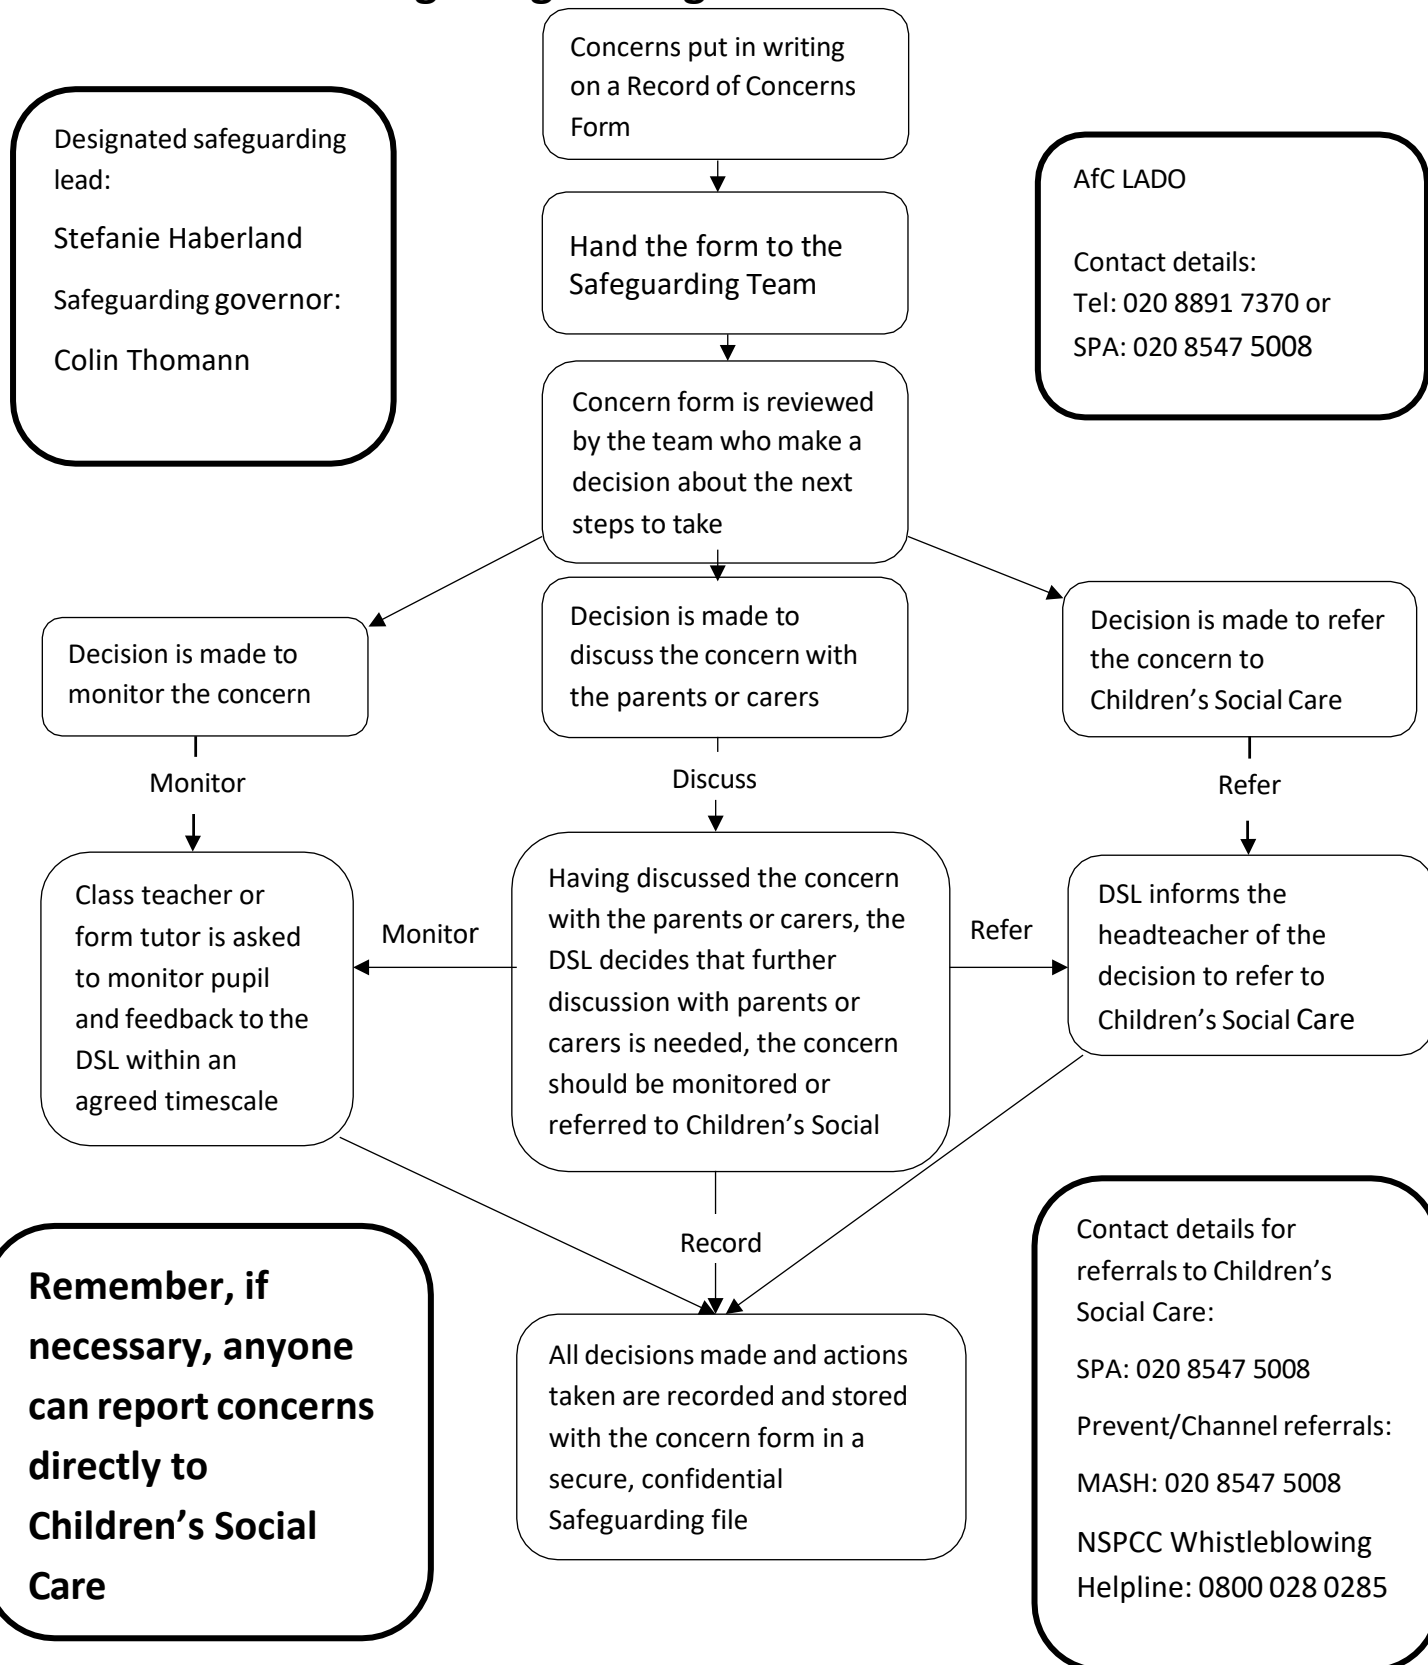 Concerns put in writing
on a Record of Concerns
Form
Designated safeguarding
lead:
Stefanie Haberland
Safeguarding governor:
Colin Thomann
AfC LADO
Contact details:
Tel: 020 8891 7370 or
SPA: 020 8547 5008
Hand the form to the
Safeguarding Team
Concern form is reviewed
by the team who make a
decision about the next
steps to take
Decision is made to
monitor the concern
Decision is made to
discuss the concern with
the parents or carers
Decision is made to refer
the concern to
Children’s Social Care
Monitor
Discuss
Refer
Class teacher or
form tutor is asked
to monitor pupil
and feedback to the
DSL within an
agreed timescale
Monitor
Having discussed the concern
with the parents or carers, the
DSL decides that further
discussion with parents or
carers is needed, the concern
should be monitored or
referred to Children’s Social
Refer
DSL informs the
headteacher of the
decision to refer to
Children’s Social Care
Record
Remember, if
necessary, anyone
can report concerns
directly to
Children’s Social
Care
All decisions made and actions
taken are recorded and stored
with the concern form in a
secure, confidential
Safeguarding file
Contact details for
referrals to Children’s
Social Care:
SPA: 020 8547 5008
Prevent/Channel referrals:
MASH: 020 8547 5008
NSPCC Whistleblowing
Helpline: 0800 028 0285